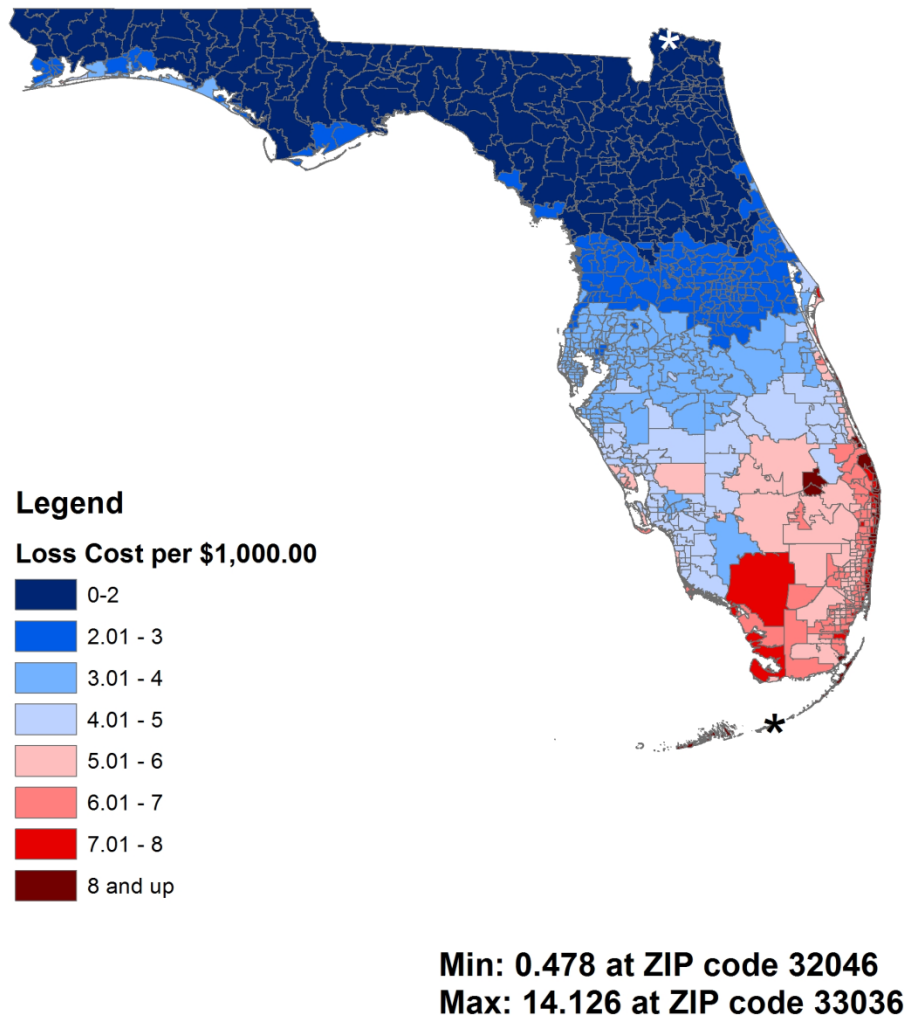 *
*
Legend
Loss Cost per $1,000.00
0-2
2.01 - 3
3.01 - 4
4.01 - 5
5.01 - 6
6.01 - 7
7.01 - 8
8 and up
Min: 0.478 at ZIP code 32046
Max: 14.126 at ZIP code 33036